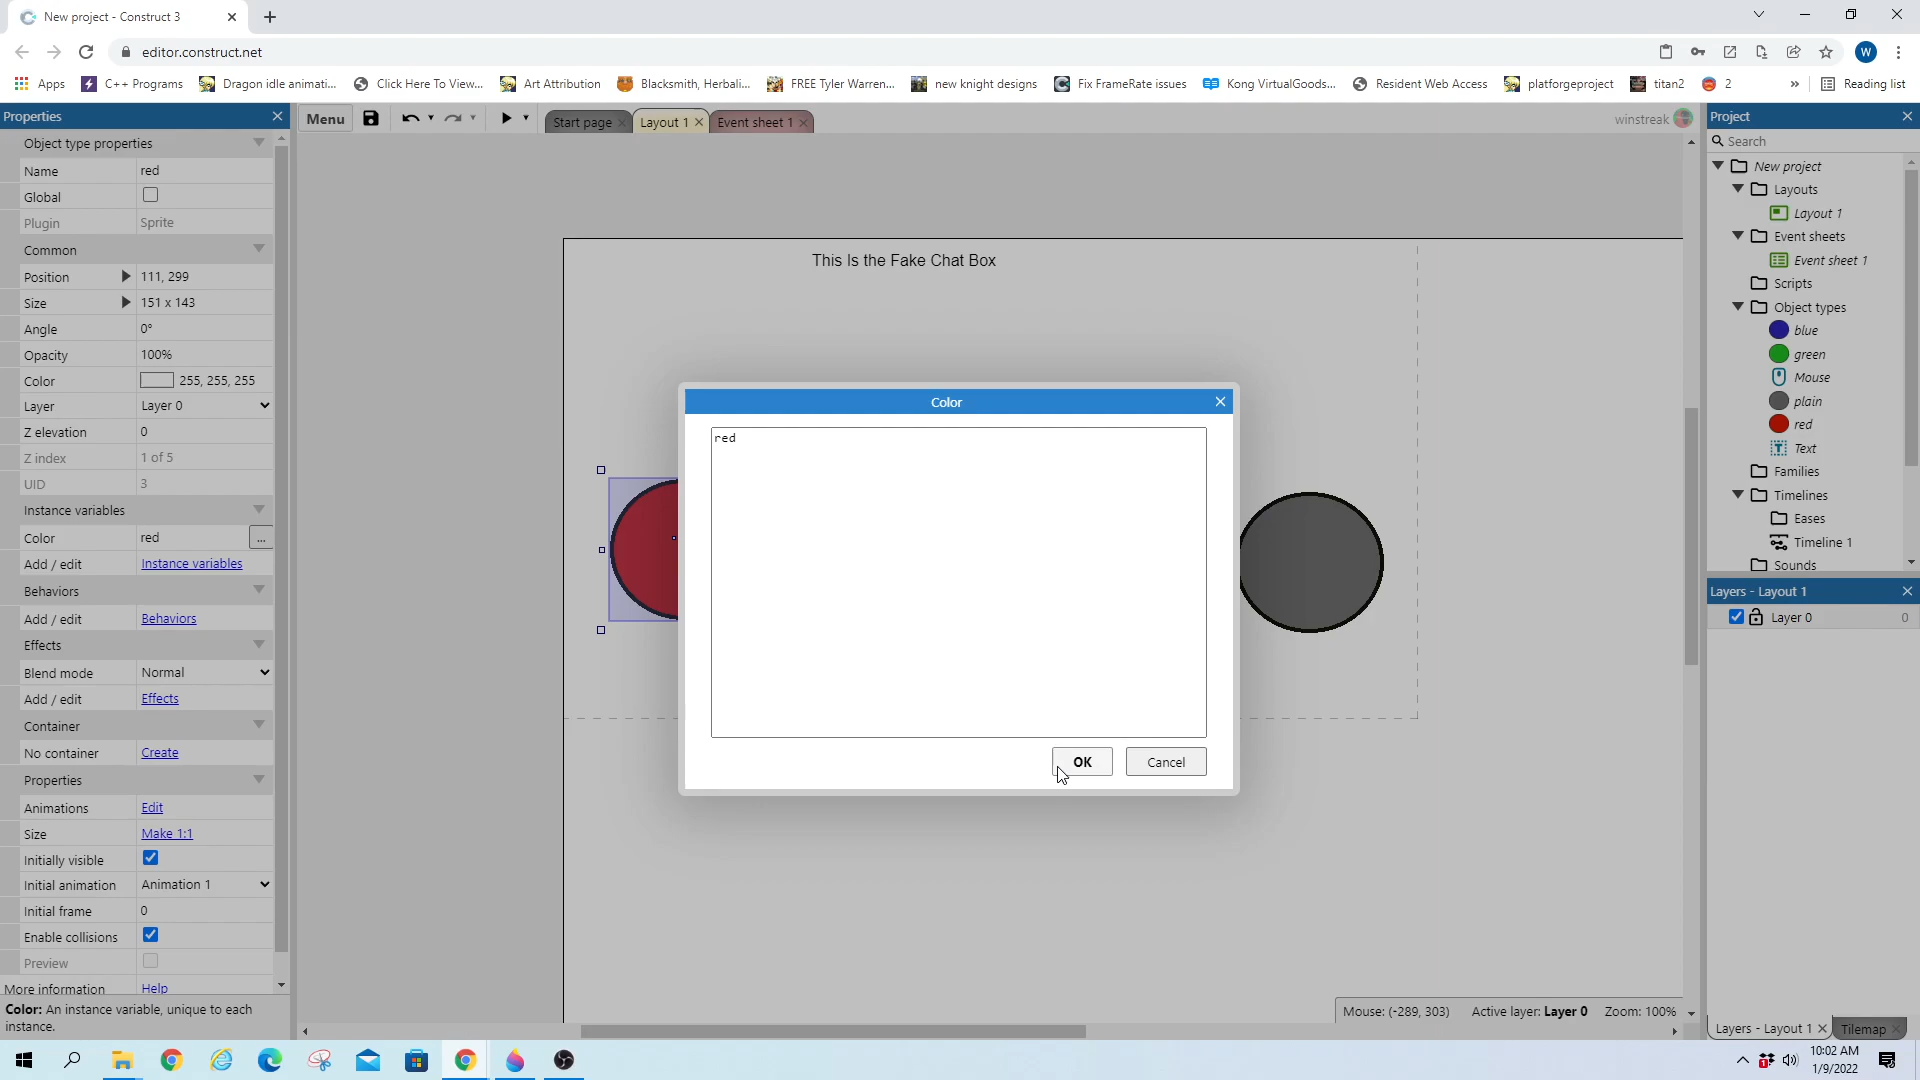 New project - Construct 3
editor.construct.net
W
Apps
C++ Programs
Dragon idle animati...
Click Here To View...
Art Attribution
Blacksmith, Herbali...
FREE Tyler Warren...
new knight designs
Fix FrameRate issues
Kong VirtualGoods...
Resident Web Access
platforgeproject
titan2
2
»
Reading list
Properties
Menu
Start page
Layout 1
Event sheet 1
winstreak
Project
Object type properties
Name red
Global
Plugin Sprite
Common
Position 111, 299
Size 151 x 143
Angle 0°
Opacity 100%
Color 255, 255, 255
Layer Layer 0
Z elevation 0
Z index 1 of 5
UID 3
Instance variables
Color red ...
Add / edit Instance variables
Behaviors
Add / edit Behaviors
Effects
Blend mode Normal
Add / edit Effects
Container
No container Create
Properties
Animations Edit
Size Make 1:1
Initially visible
Initial animation Animation 1
Initial frame 0
Enable collisions
Preview
More information Help
Color: An instance variable, unique to each
instance.
This Is the Fake Chat Box
Color
red
OK
Cancel
Mouse: (-289, 303) Active layer: Layer 0 Zoom: 100%
Search
New project
Layouts
Layout 1
Event sheets
Event sheet 1
Scripts
Object types
blue
green
Mouse
plain
red
Text
Families
Timelines
Eases
Timeline 1
Sounds
Layers - Layout 1
Layer 0 0
Layers - Layout 1
Tilemap
10:02 AM
1/9/2022